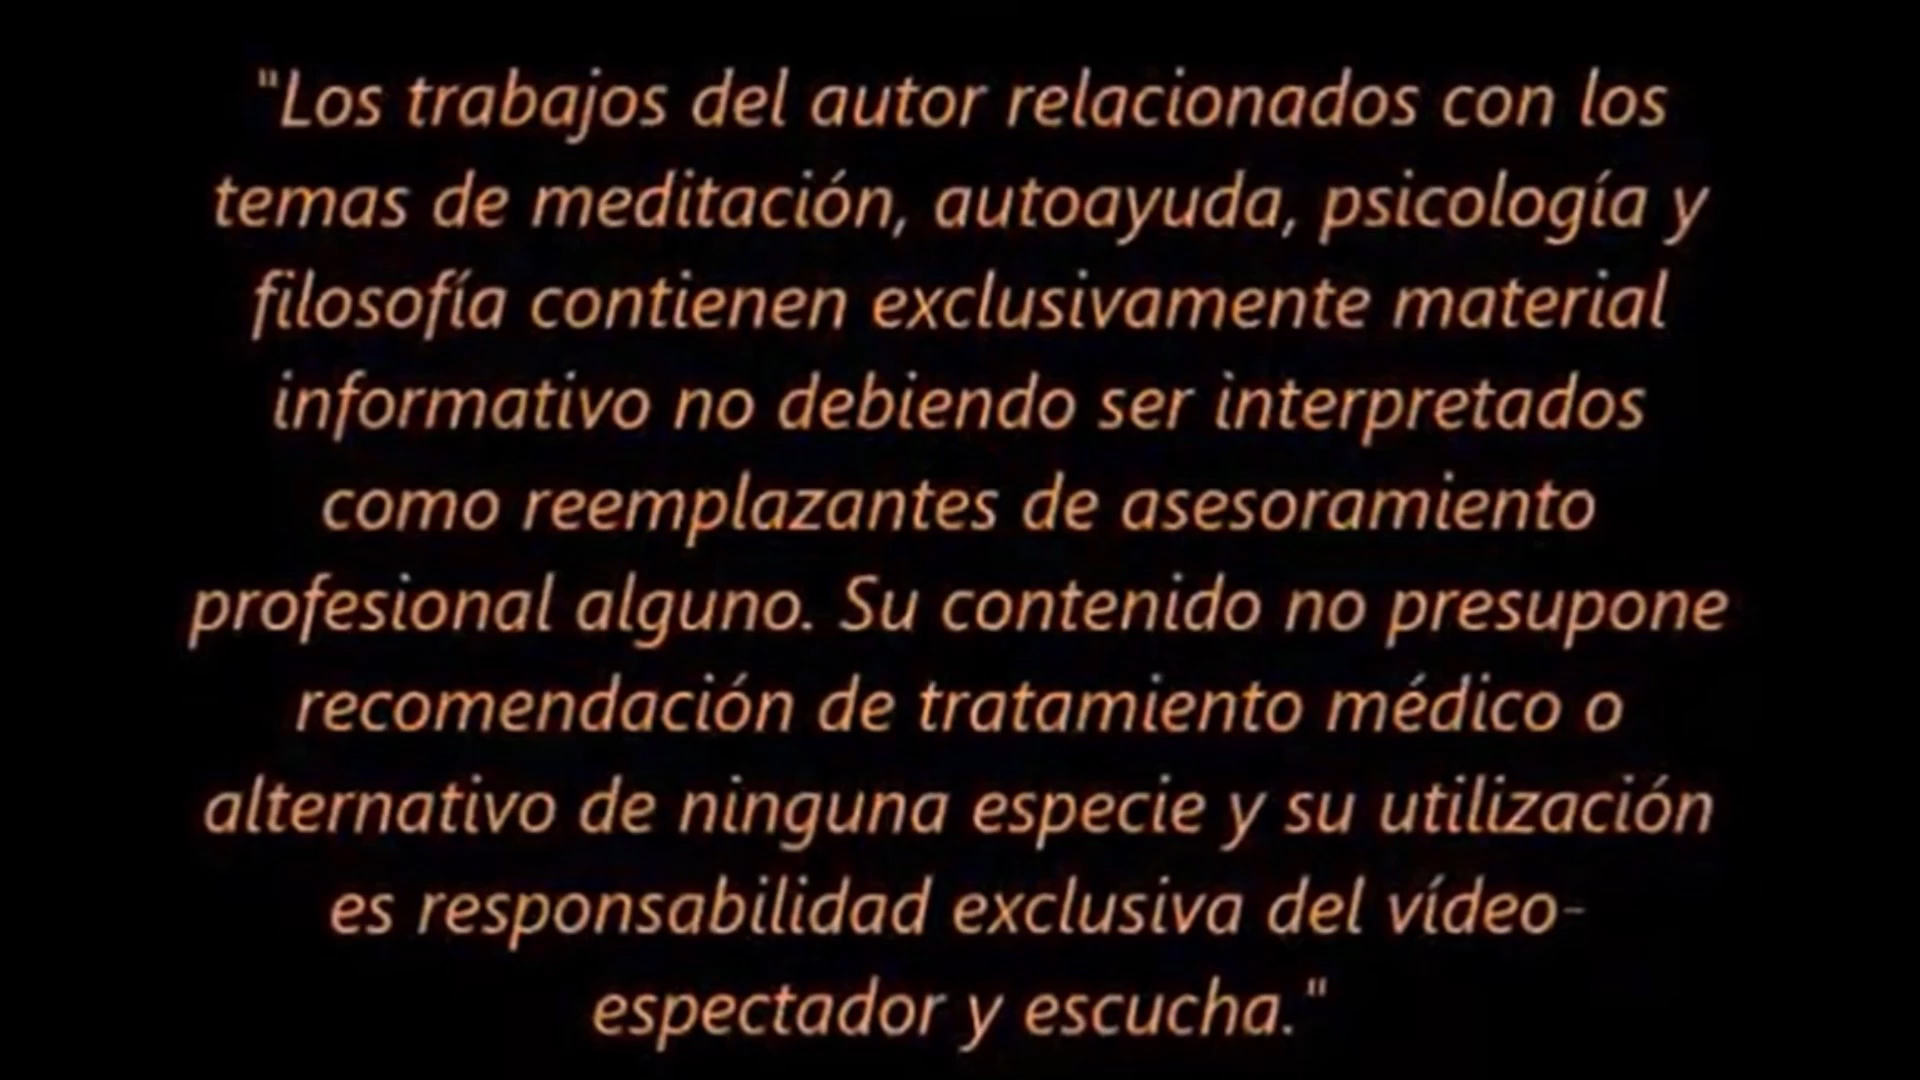 "Los trabajos del autor relacionados con los
temas de meditación, autoayuda, psicología y
filosofía contienen exclusivamente material
informativo no debiendo ser interpretados
como reemplazantes de asesoramiento
profesional alguno. Su contenido no presupone
recomendación de tratamiento médico o
alternativo de ninguna especie y su utilización
es responsabilidad exclusiva del vídeo-
espectador y escucha."